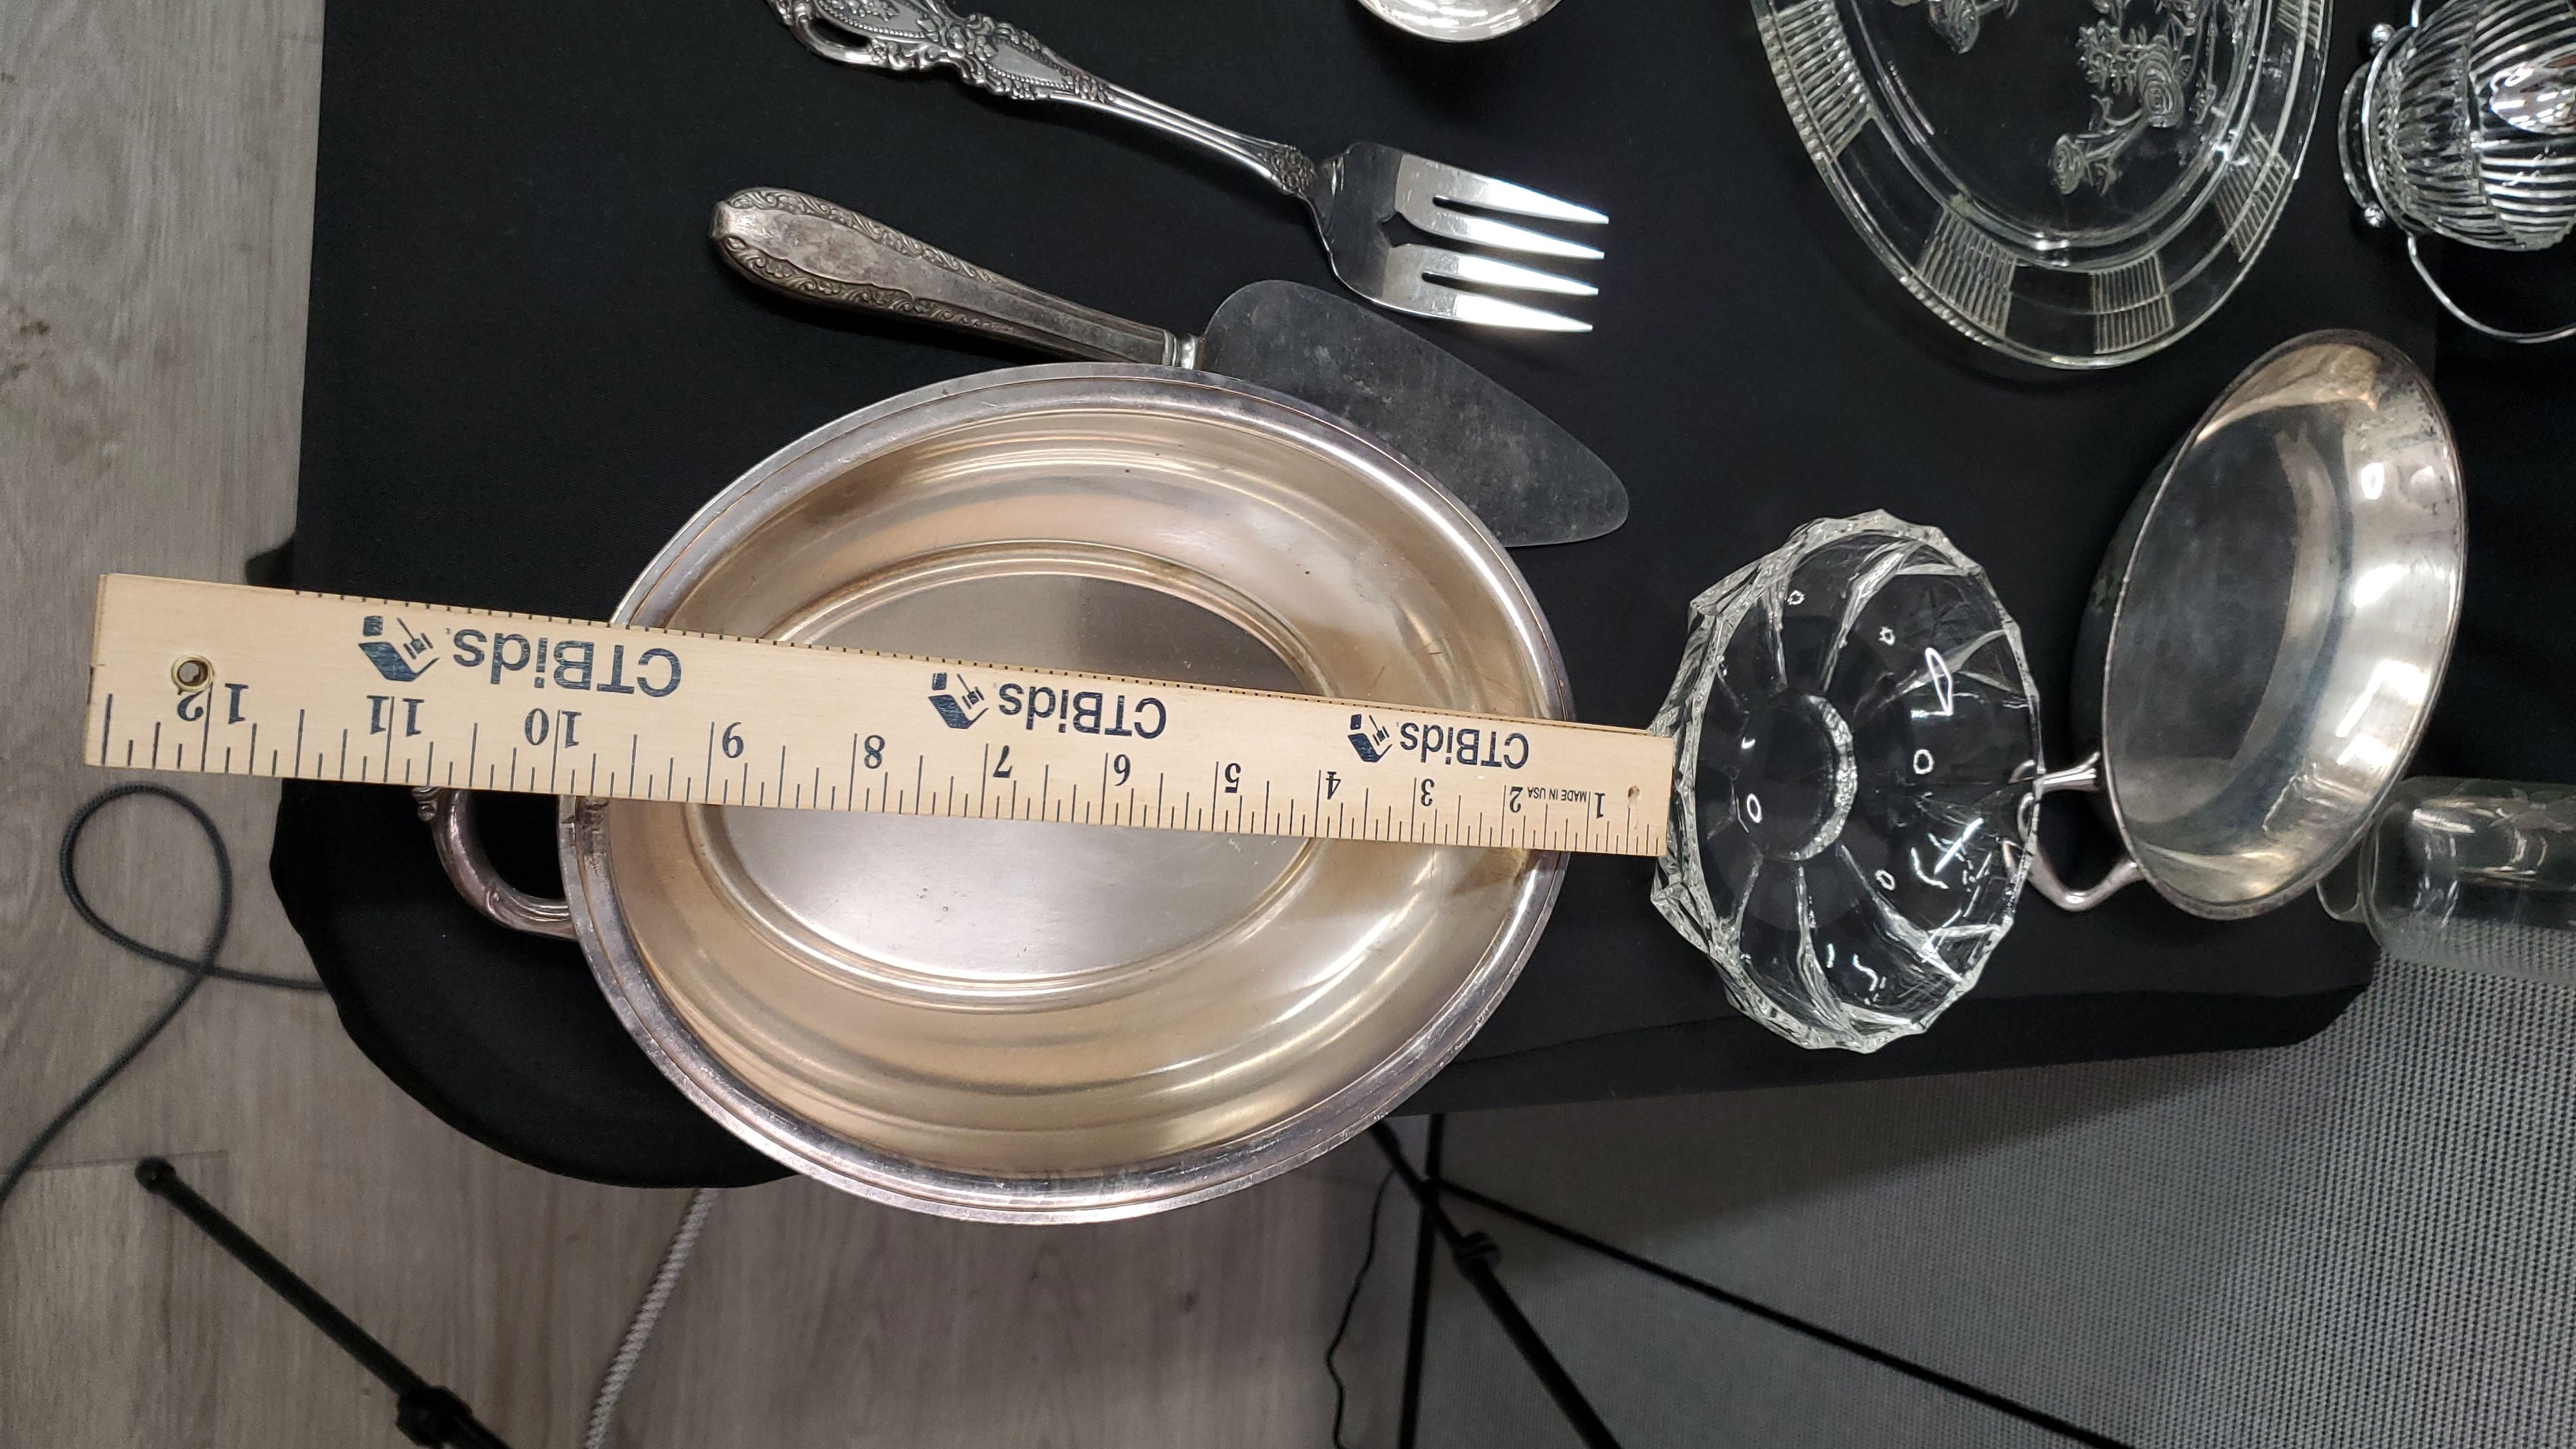 CTBids
CTBids
CTBids
1 MADE IN USA 2 3 4 5 6 7 8 9 10 11 12